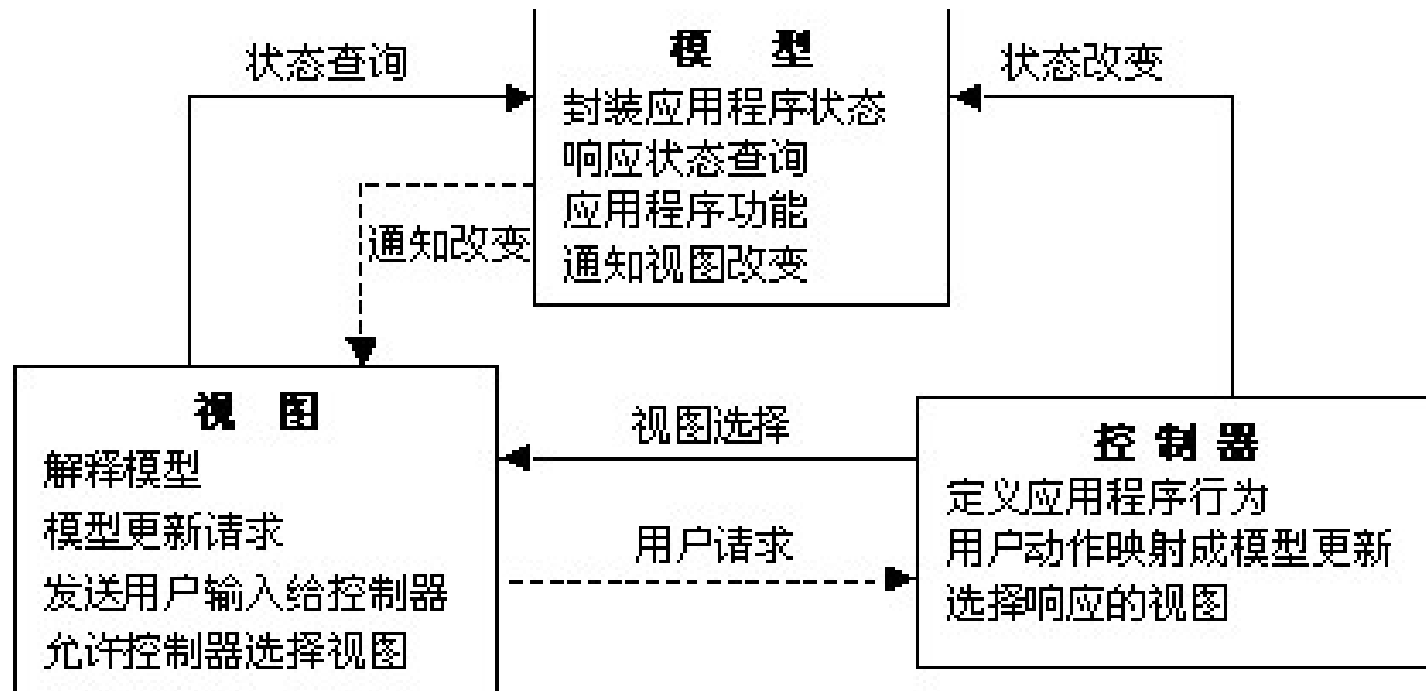 状态查询
模 型
状态改变
封装应用程序状态
响应状态查询
应用程序功能
通知视图改变
通知改变
视 图
解释模型
模型更新请求
发送用户输入给控制器
允许控制器选择视图
视图选择
用户请求
控 制 器
定义应用程序行为
用户动作映射成模型更新
选择响应的视图